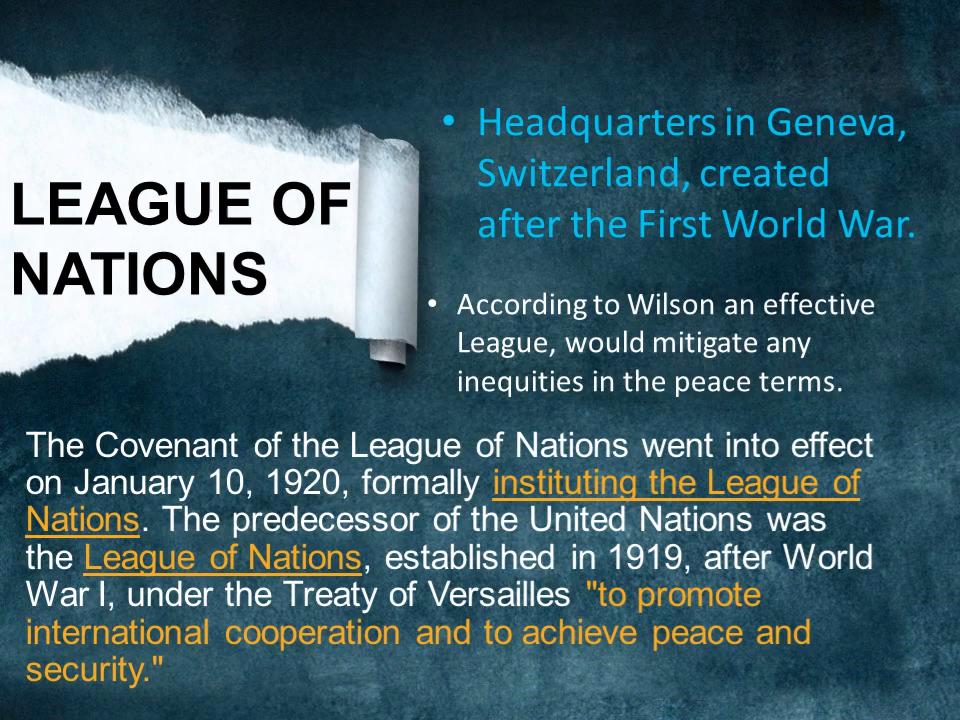 LEAGUE OF
NATIONS
• Headquarters in Geneva,
Switzerland, created
after the First World War.
• According to Wilson an effective
League, would mitigate any
inequities in the peace terms.
The Covenant of the League of Nations went into effect
on January 10, 1920, formally instituting the League of
Nations. The predecessor of the United Nations was
the League of Nations, established in 1919, after World
War I, under the Treaty of Versailles "to promote
international cooperation and to achieve peace and
security."